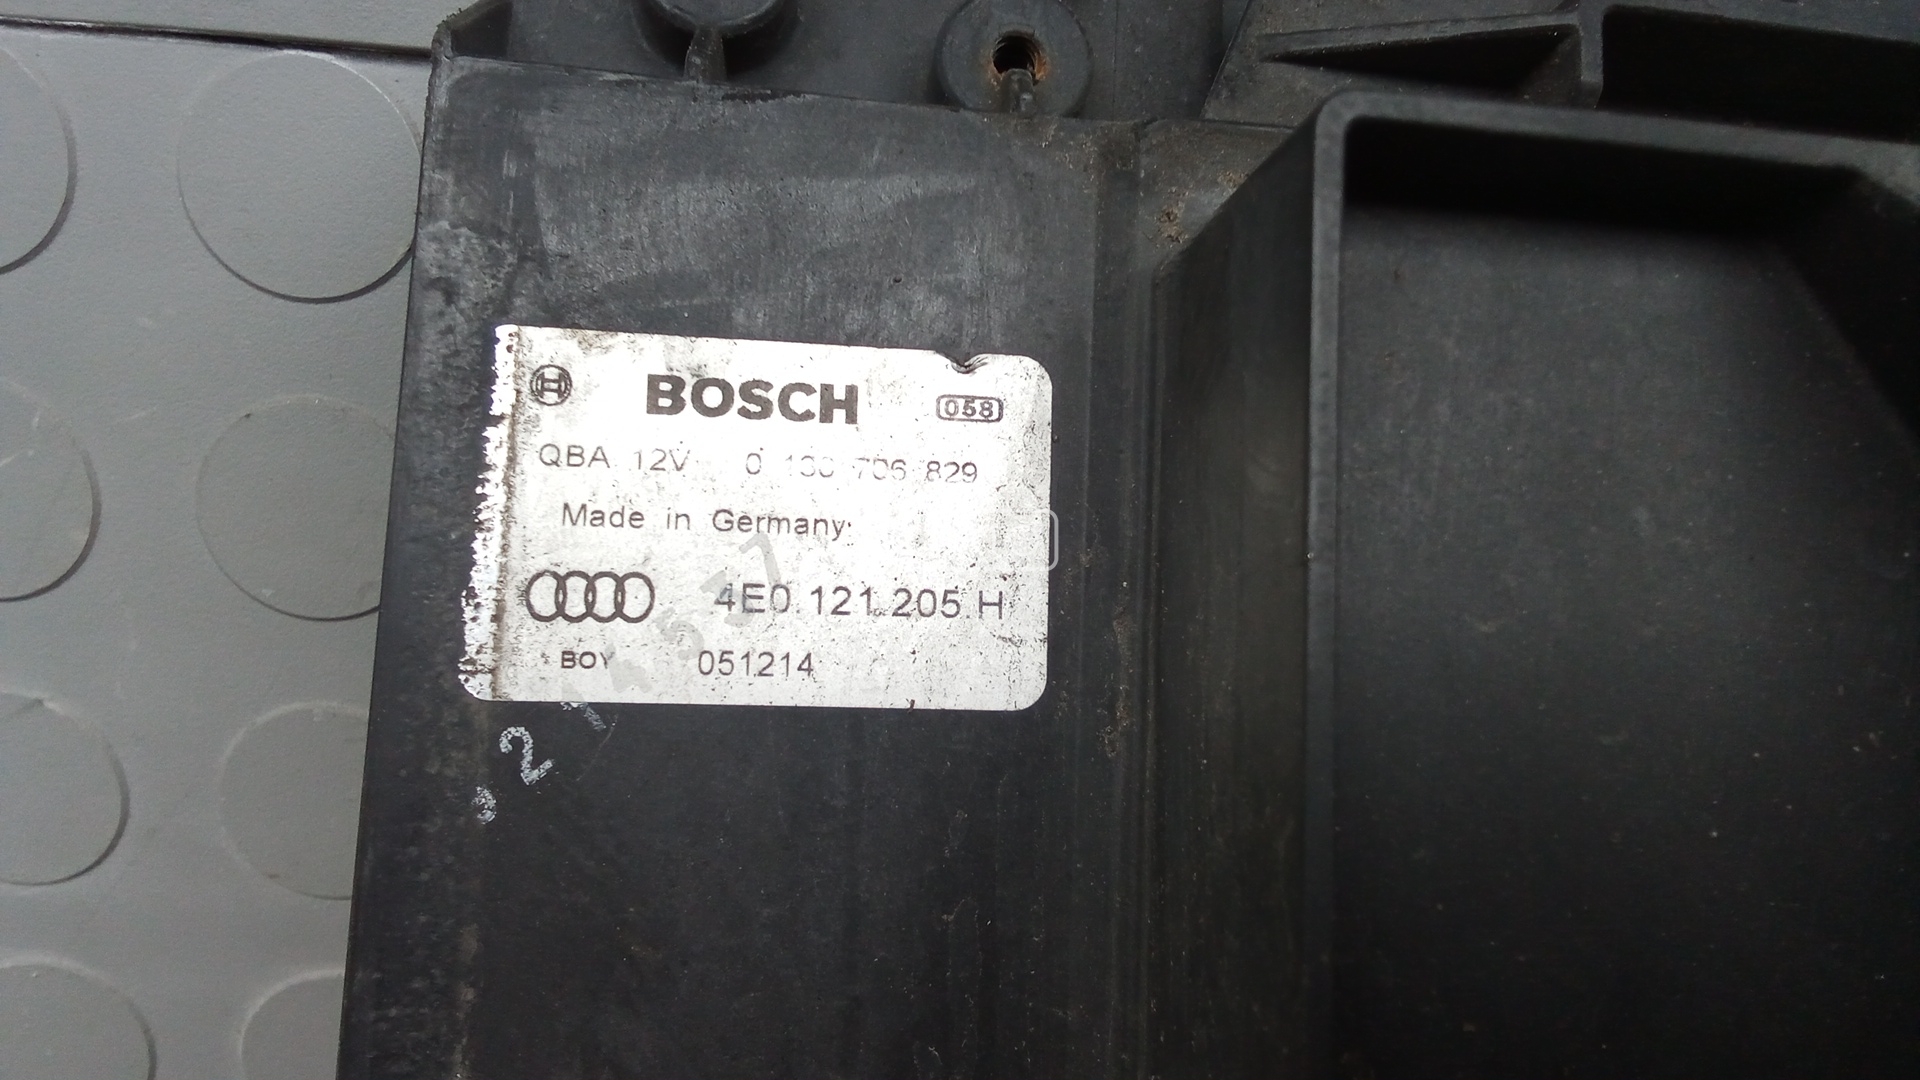 BOSCH 058
QBA 12V 0 130 706 829
Made in Germany
4E0.121.205.H
BOY 051214